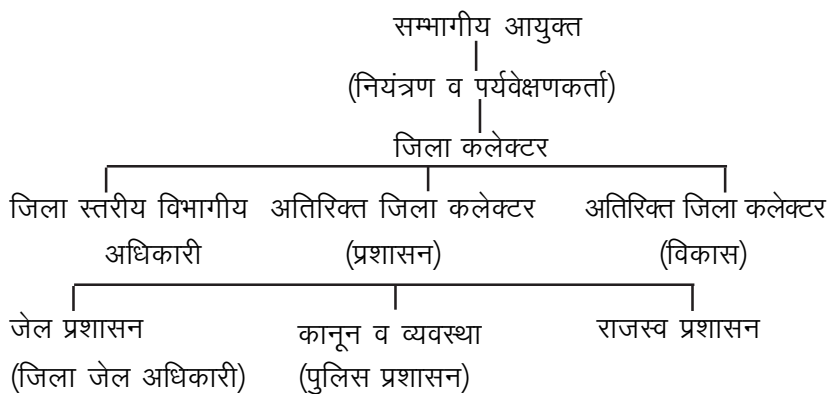 सम्भागीय आयुक्त
(नियंत्रण व पर्यवेक्षणकर्ता)
जिला कलेक्टर
जिला स्तरीय विभागीय अतिरिक्त जिला कलेक्टर अतिरिक्त जिला कलेक्टर
अधिकारी (प्रशासन) (विकास)
जेल प्रशासन कानून व व्यवस्था राजस्व प्रशासन
(जिला जेल अधिकारी) (पुलिस प्रशासन)